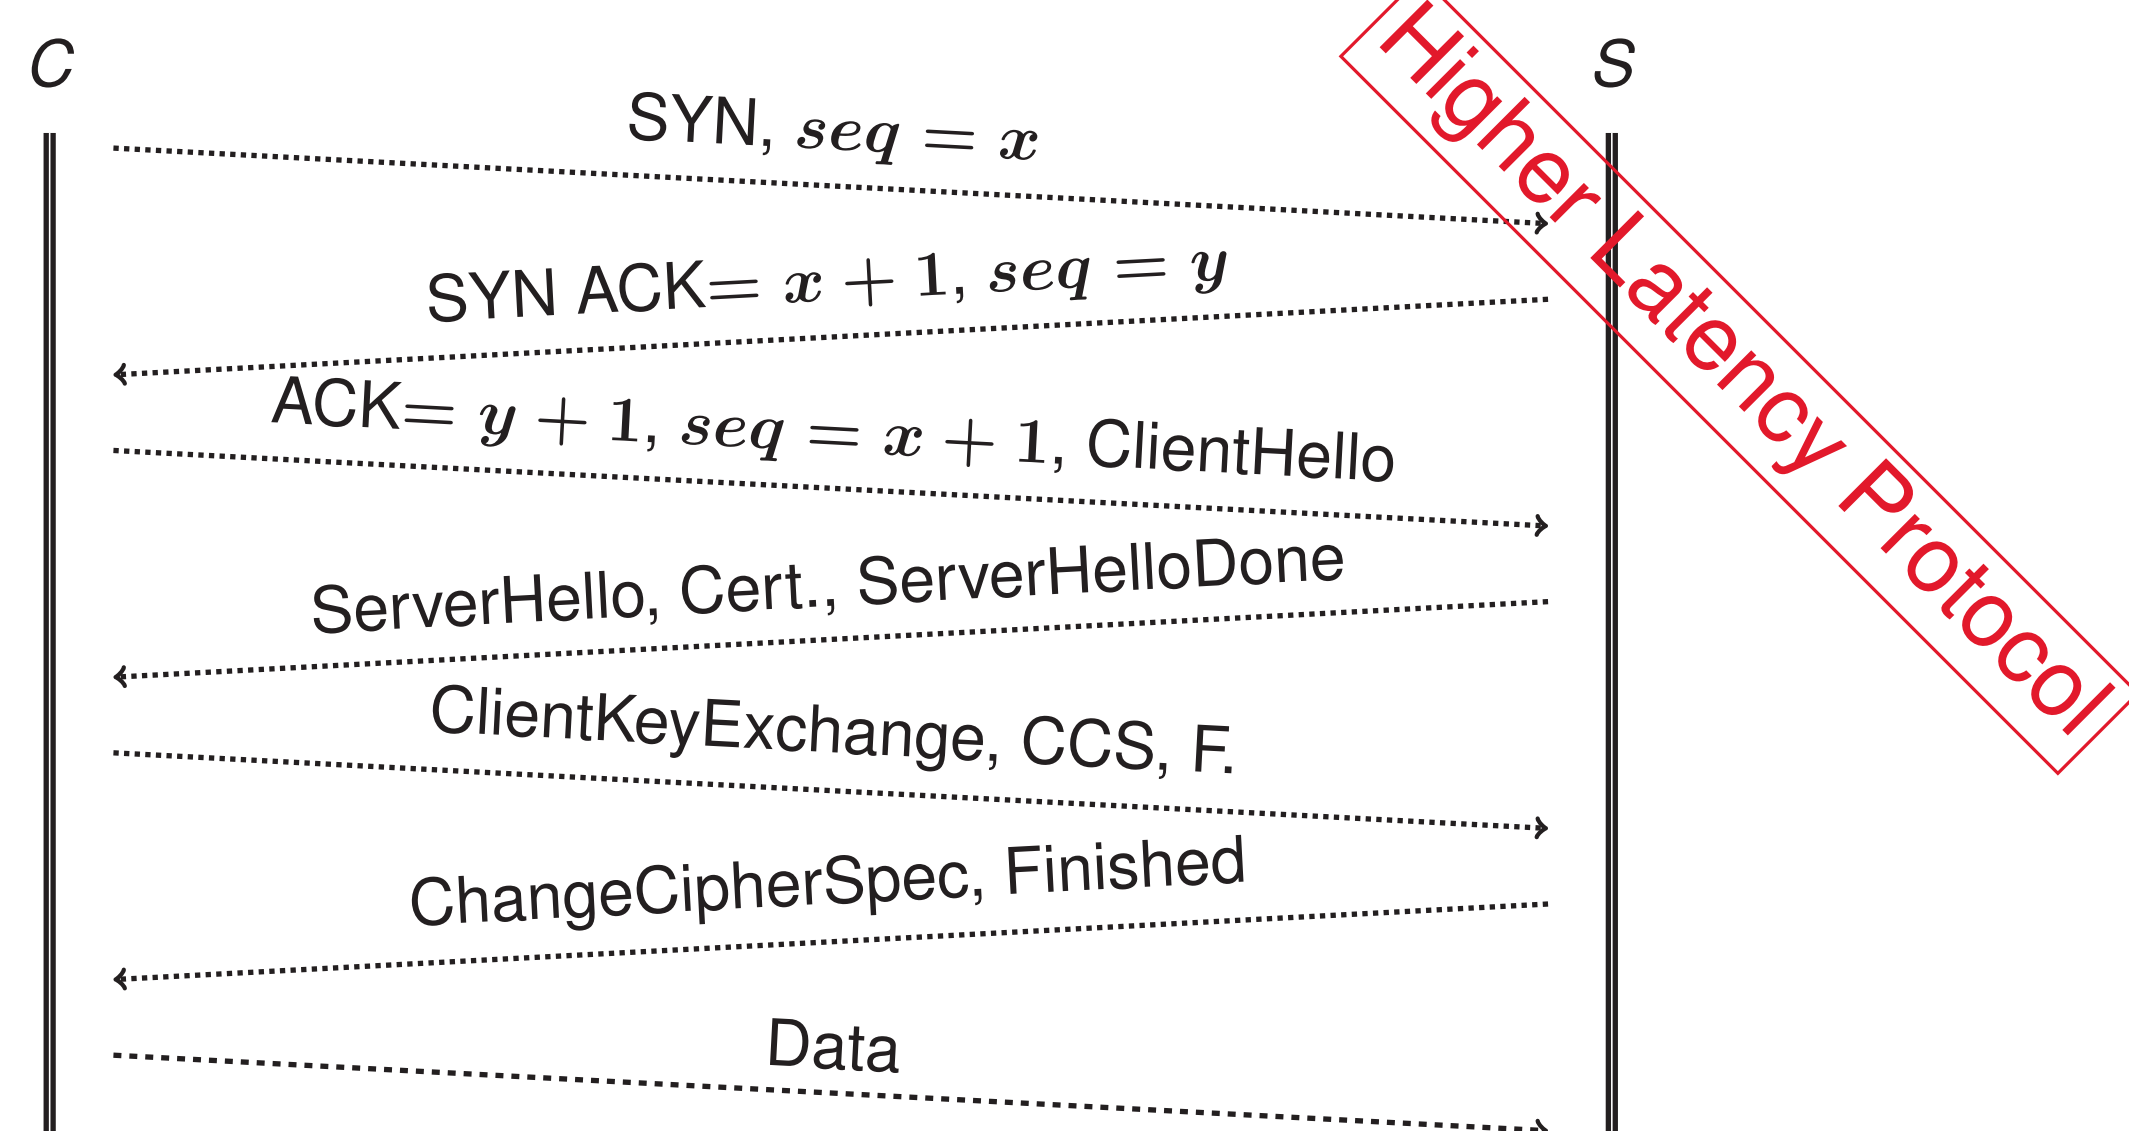 C
S
Higher Latency Protocol
SYN, seq = x
SYN ACK= x + 1, seq = y
ACK= y + 1, seq = x + 1, ClientHello
ServerHello, Cert., ServerHelloDone
ClientKeyExchange, CCS, F.
ChangeCipherSpec, Finished
Data